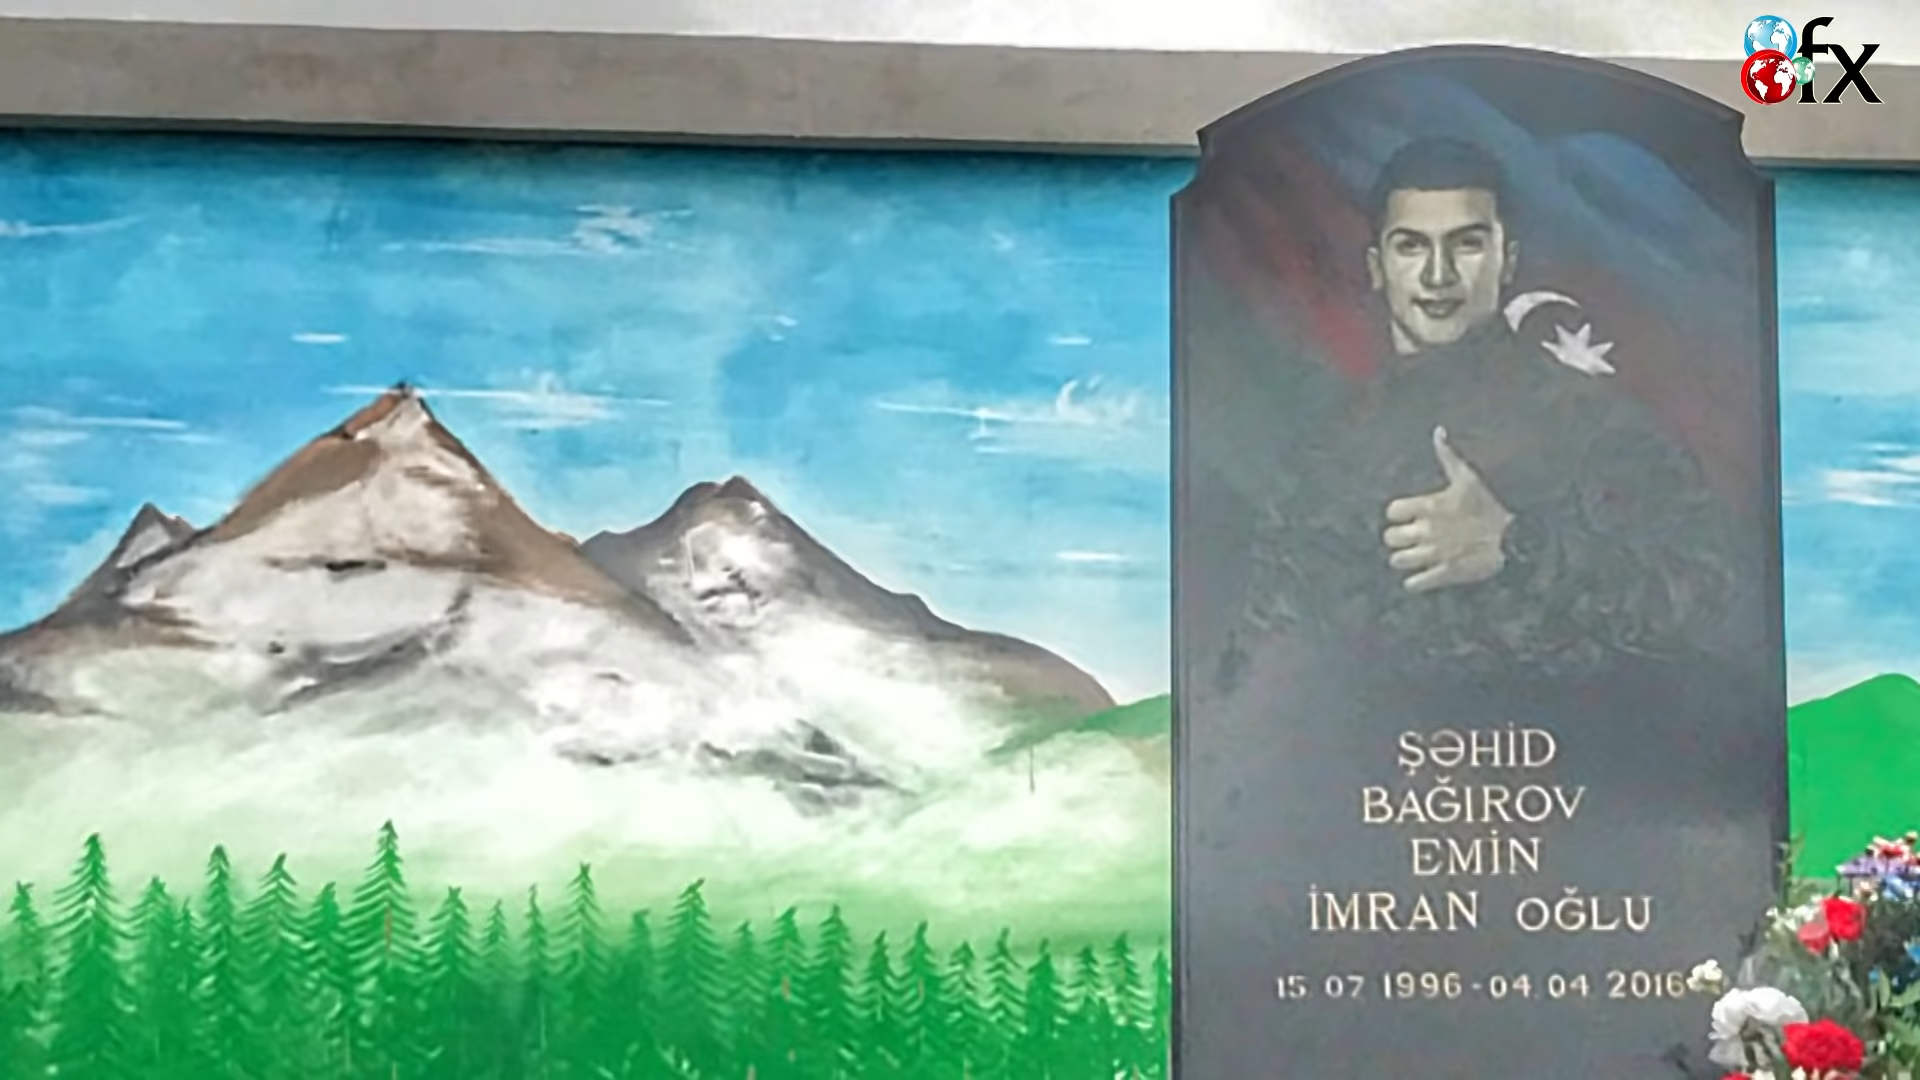 fx
ŞƏHİD
BAĞIROV
EMİN
İMRAN OĞLU
15.07 1996-04.04 2016